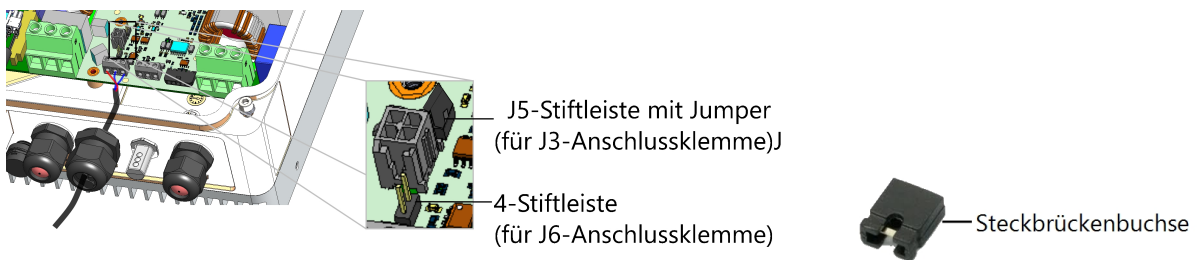 J5-Stiftleiste mit Jumper
(für J3-Anschlussklemme)J
4-Stiftleiste
(für J6-Anschlussklemme)
Steckbrückenbuchse